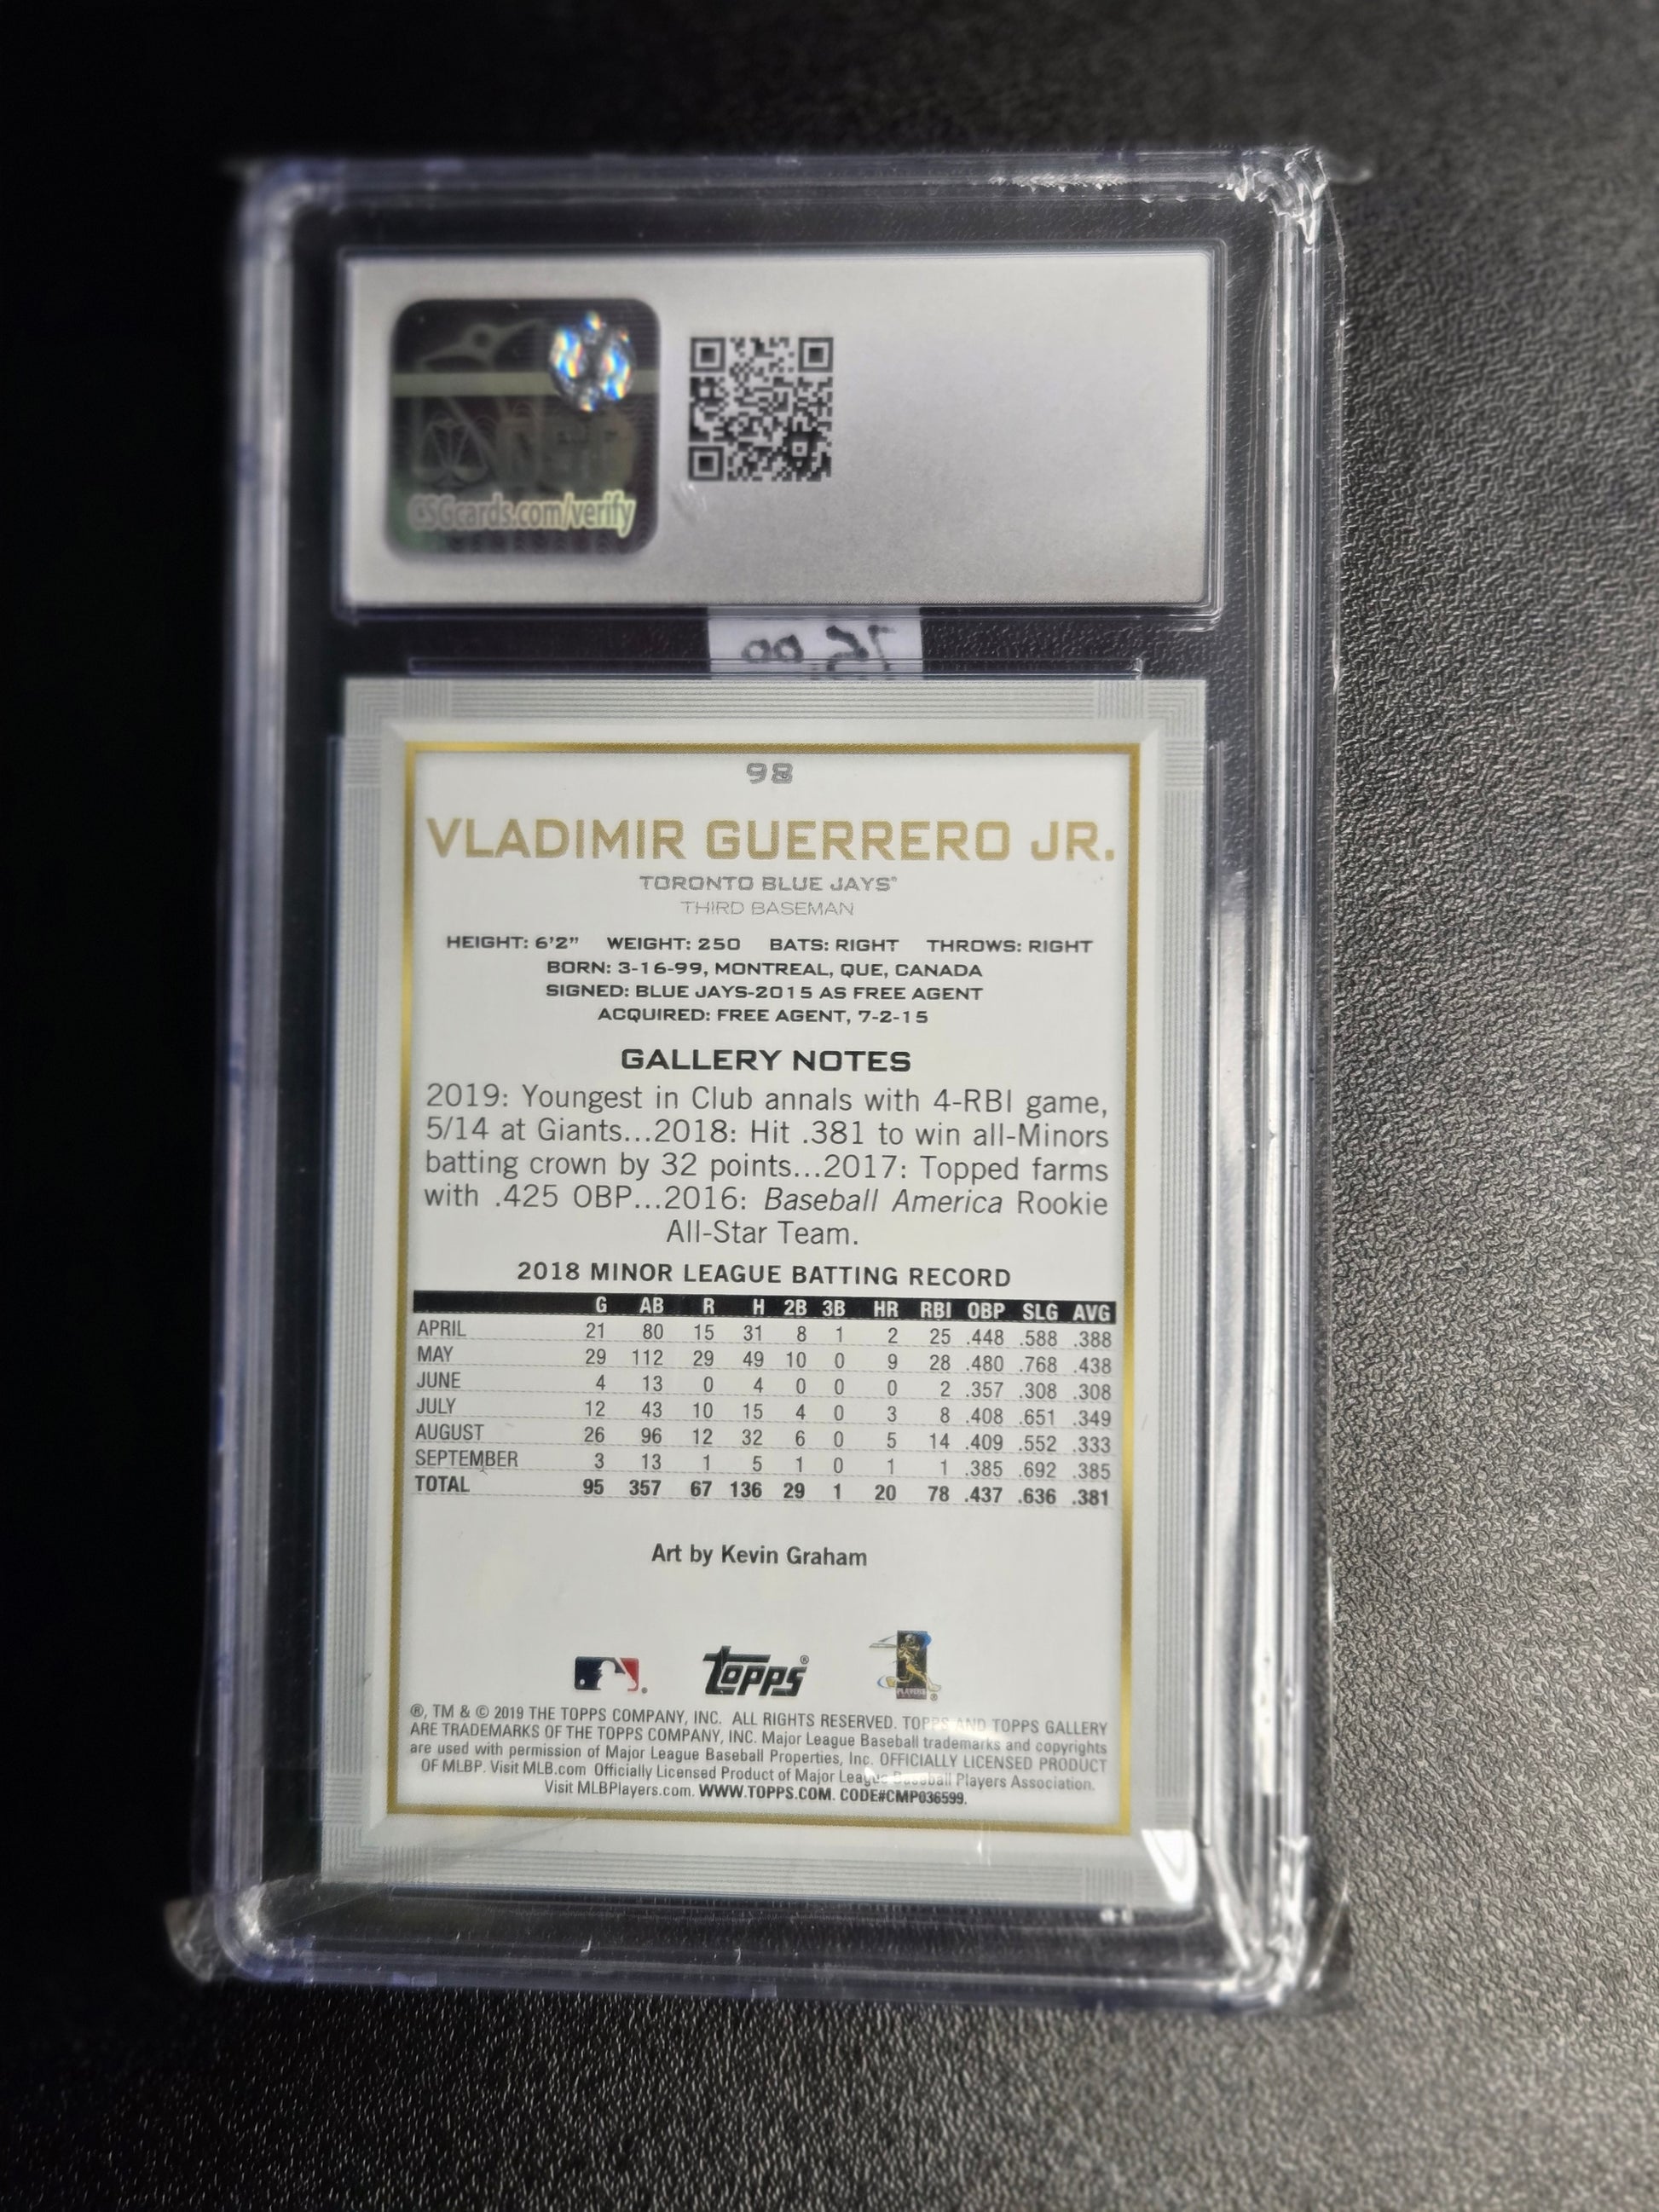 CSGcards.com/verify
75.00
98
VLADIMIR GUERRERO JR.
TORONTO BLUE JAYS®
THIRD BASEMAN
HEIGHT: 6'2" WEIGHT: 250 BATS: RIGHT THROWS: RIGHT
BORN: 3-16-99, MONTREAL, QUE, CANADA
SIGNED: BLUE JAYS-2015 AS FREE AGENT
ACQUIRED: FREE AGENT, 7-2-15
GALLERY NOTES
2019: Youngest in Club annals with 4-RBI game,
5/14 at Giants...2018: Hit .381 to win all-Minors
batting crown by 32 points...2017: Topped farms
with .425 OBP...2016: Baseball America Rookie
All-Star Team.
2018 MINOR LEAGUE BATTING RECORD
G AB R H 2B 3B HR RBI OBP SLG AVG
APRIL 21 80 15 31 8 1 2 25 .448 .588 .388
MAY 29 112 29 49 10 0 9 28 .480 .768 .438
JUNE 4 13 0 4 0 0 0 2 .357 .308 .308
JULY 12 43 10 15 4 0 3 8 .408 .651 .349
AUGUST 26 96 12 32 6 0 5 14 .409 .552 .333
SEPTEMBER 3 13 1 5 1 0 1 1 .385 .692 .385
TOTAL 95 357 67 136 29 1 20 78 .437 .636 .381
Art by Kevin Graham
topps®
PLAYERS
®, TM & © 2019 THE TOPPS COMPANY, INC. ALL RIGHTS RESERVED. TOPPS AND TOPPS GALLERY
ARE TRADEMARKS OF THE TOPPS COMPANY, INC. Major League Baseball trademarks and copyrights
are used with permission of Major League Baseball Properties, Inc. OFFICIALLY LICENSED PRODUCT
OF MLBP. Visit MLB.com Officially Licensed Product of Major League Baseball Players Association.
Visit MLBPlayers.com. WWW.TOPPS.COM. CODE#CMP036599.